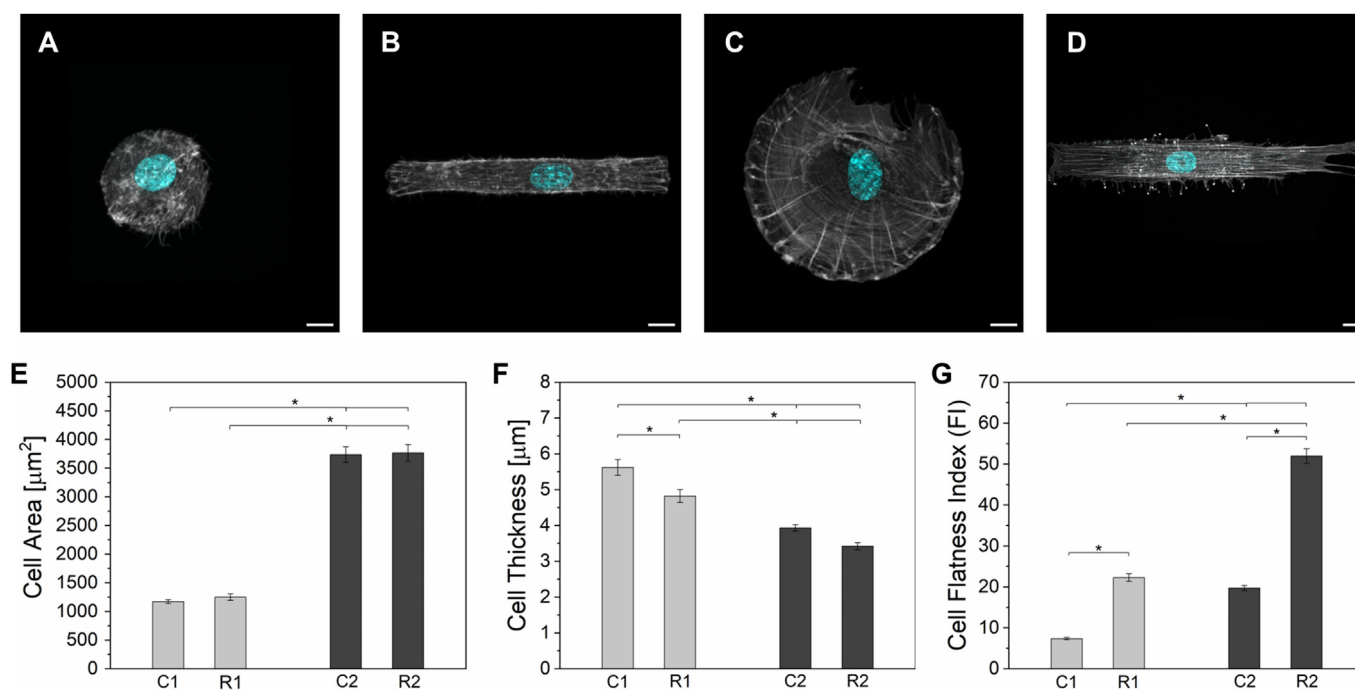 A
B
C
D
E
Cell Area [μm²]
5000
4500
4000
3500
3000
2500
2000
1500
1000
500
0
*
*
C1 R1 C2 R2
F
Cell Thickness [μm]
8
7
6
5
4
3
2
1
0
*
*
*
C1 R1 C2 R2
G
Cell Flatness Index (FI)
70
60
50
40
30
20
10
0
*
*
*
*
C1 R1 C2 R2